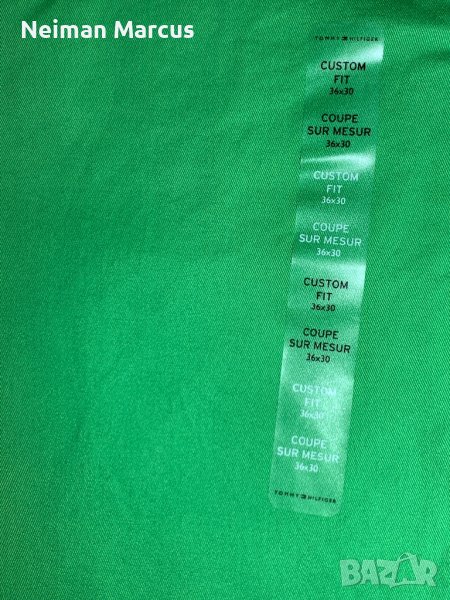 Neiman Marcus
TOMMY HILFIGER
CUSTOM
FIT
36x30
COUPE
SUR MESUR
36x30
CUSTOM
FIT
36x30
COUPE
SUR MESUR
36x30
CUSTOM
FIT
36x30
COUPE
SUR MESUR
36x30
CUSTOM
FIT
36x30
COUPE
SUR MESUR
36x30
TOMMY HILFIGER
BAZAR